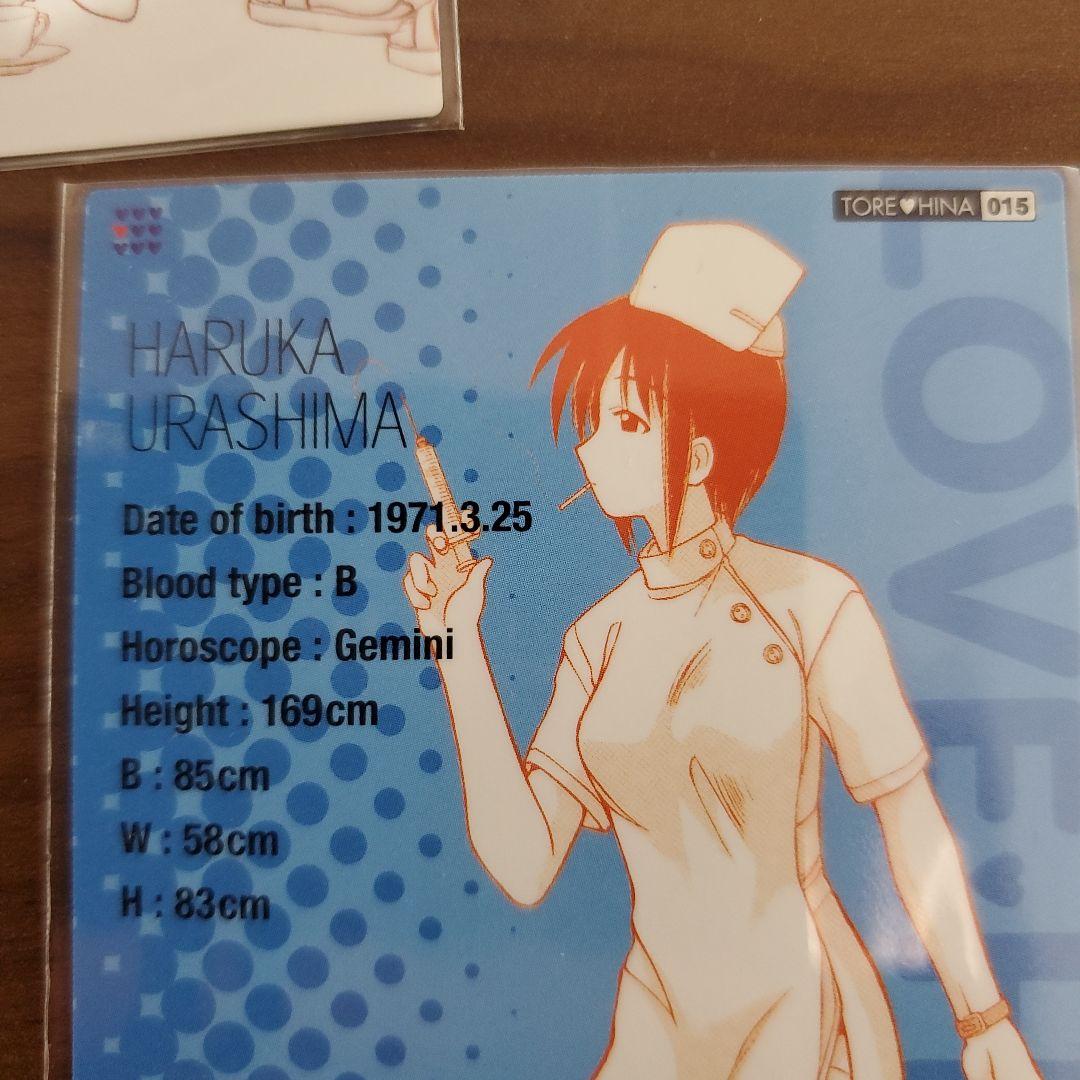 TORE♥HINA 015
HARUKA
URASHIMA
Date of birth : 1971.3.25
Blood type : B
Horoscope : Gemini
Height : 169cm
B : 85cm
W : 58cm
H : 83cm
LOVE♥H